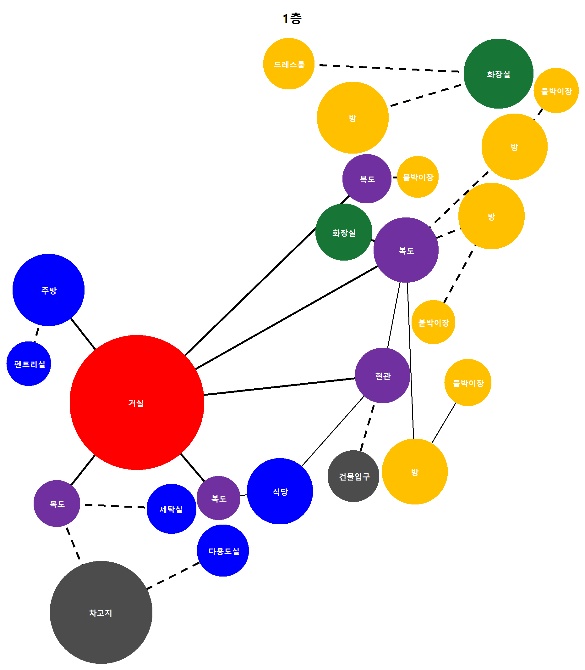 1층
드레스룸
화장실
붙박이장
방
방
복도
붙박이장
방
화장실
복도
주방
붙박이장
팬트리실
현관
붙박이장
거실
방
건물입구
식당
복도
복도
세탁실
다용도실
차고지